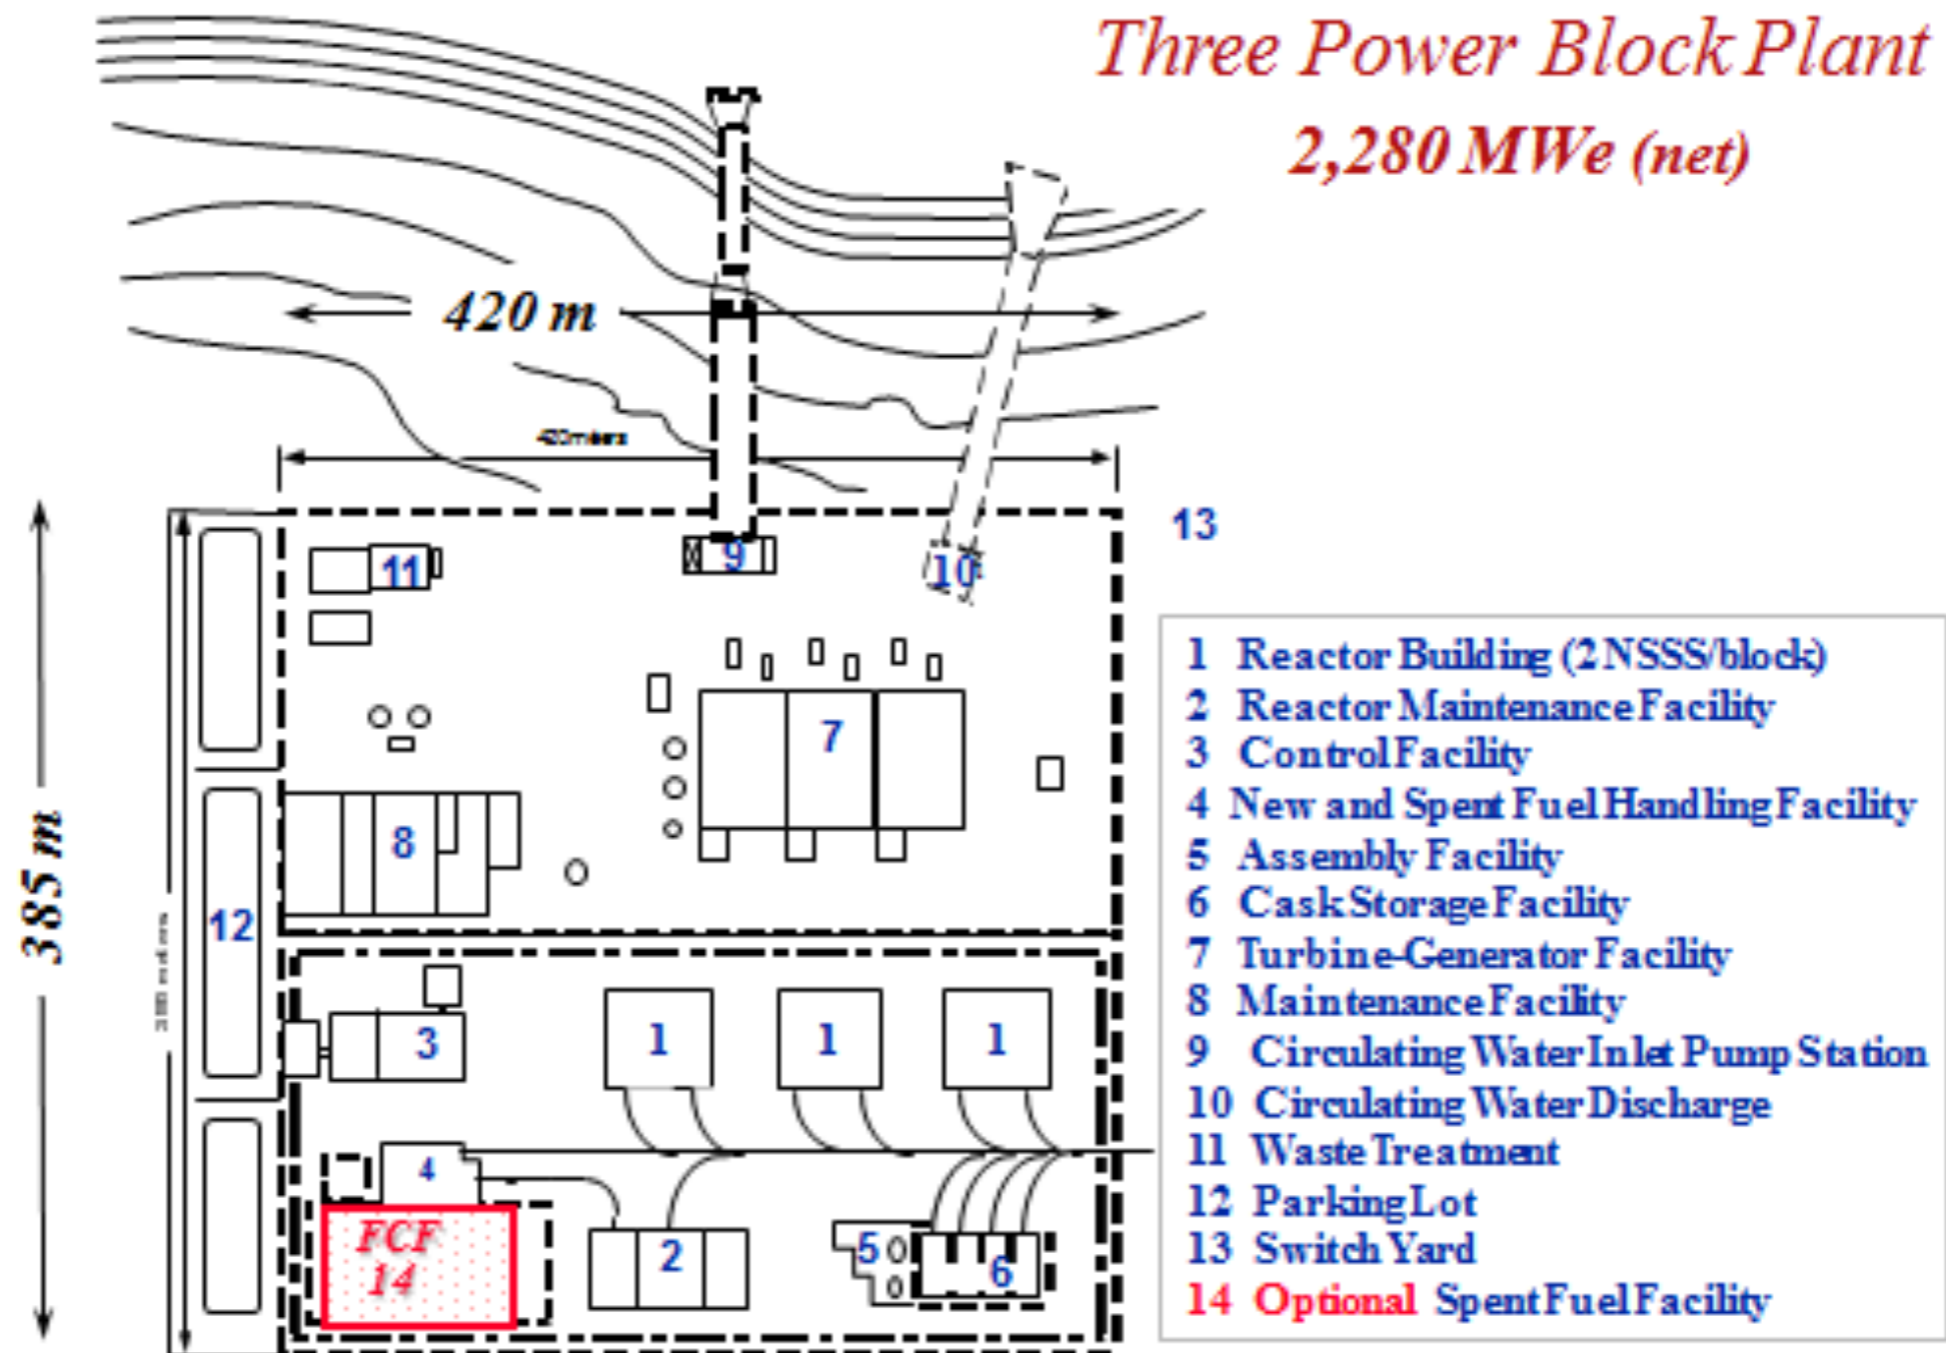 Three Power Block Plant
2,280 MWe (net)
420 m
420 meters
13
11
9
10
385 m
7
8
12
3
1
1
1
4
FCF
14
2
5
6
1 Reactor Building (2 NSSS/block)
2 Reactor Maintenance Facility
3 Control Facility
4 New and Spent Fuel Handling Facility
5 Assembly Facility
6 Cask Storage Facility
7 Turbine-Generator Facility
8 Maintenance Facility
9 Circulating Water Inlet Pump Station
10 Circulating Water Discharge
11 Waste Treatment
12 Parking Lot
13 Switch Yard
14 Optional Spent Fuel Facility